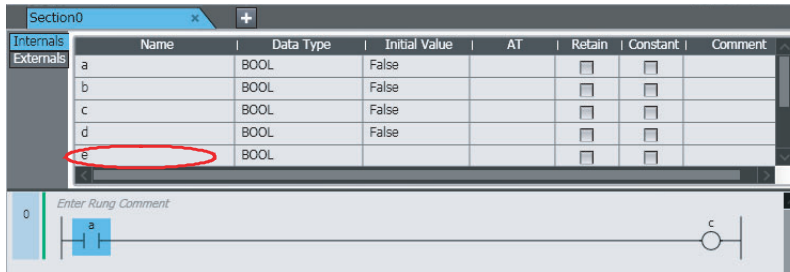 Section0 × +
Internals
Externals
Name Data Type Initial Value AT Retain Constant Comment
a BOOL False
b BOOL False
c BOOL False
d BOOL False
e BOOL
0 Enter Rung Comment
a c